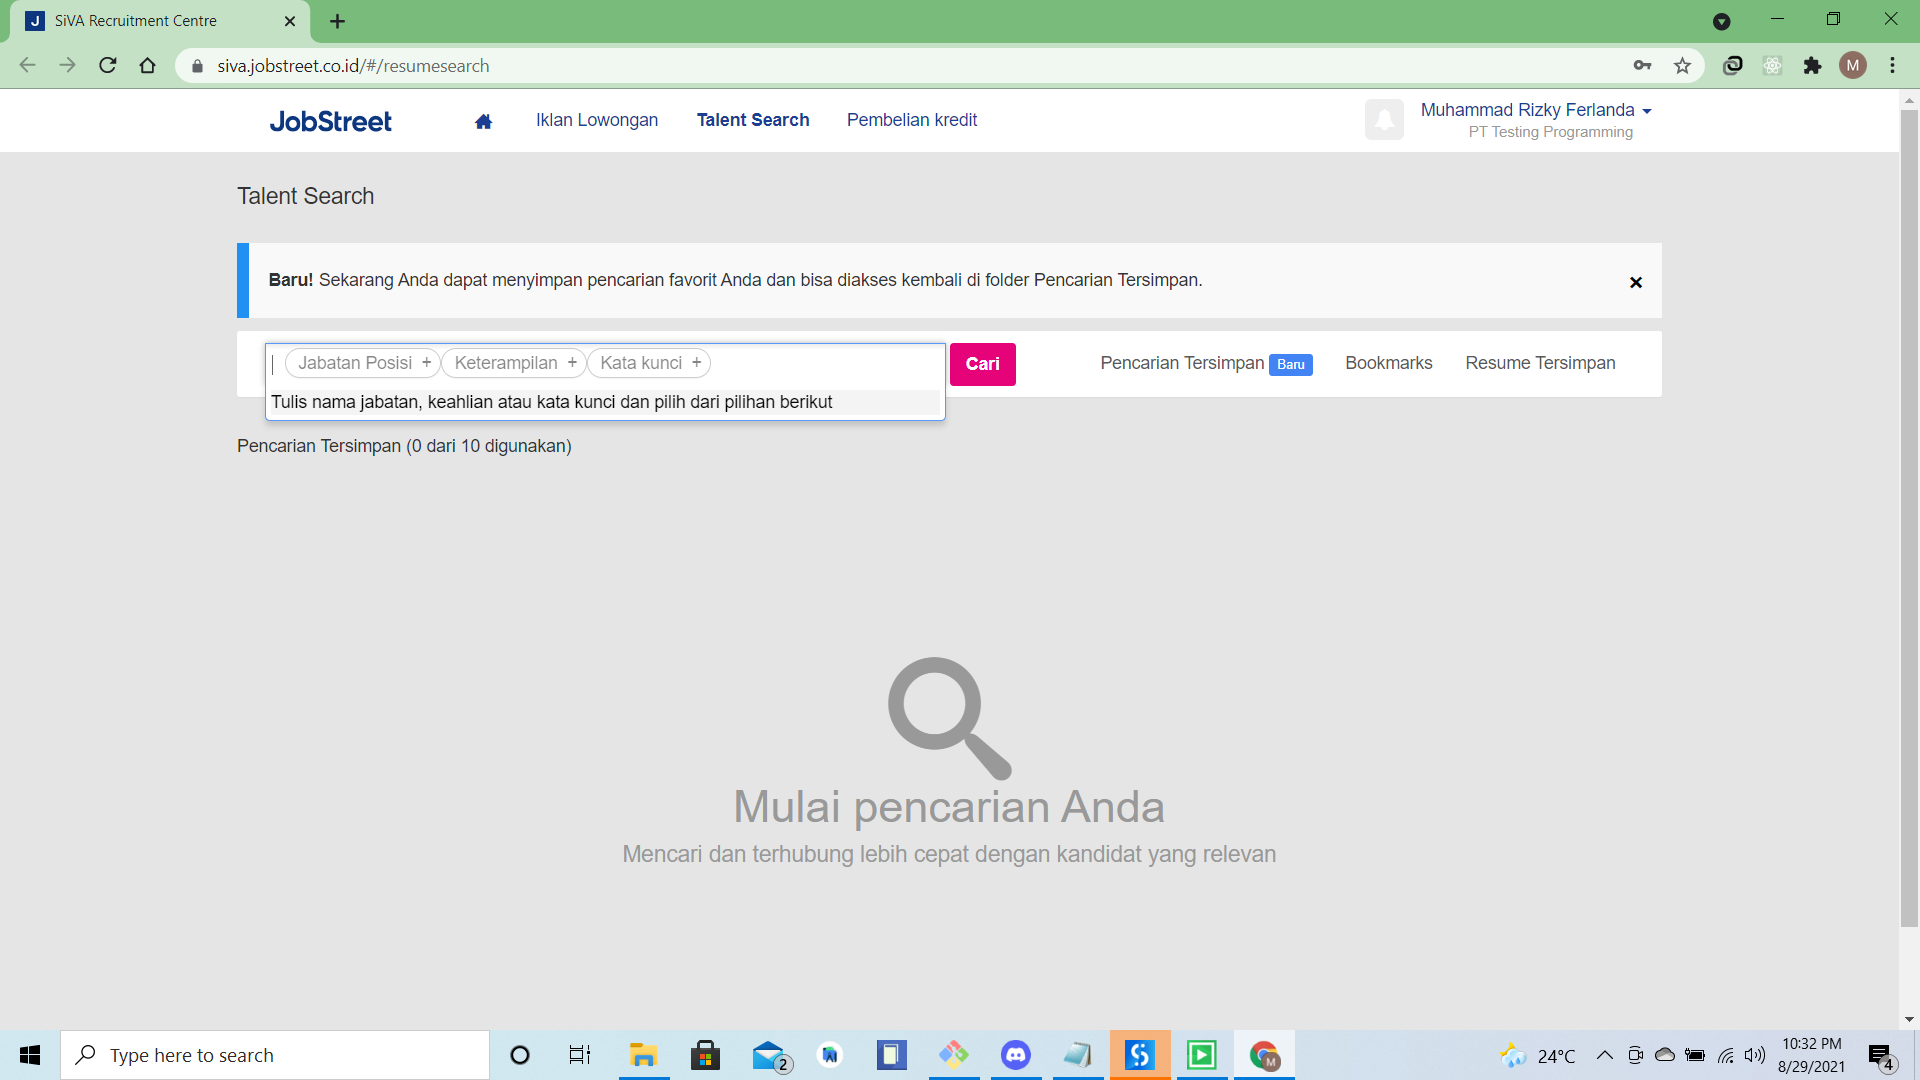 SiVA Recruitment Centre
siva.jobstreet.co.id/#/resumesearch
M
JobStreet
Iklan Lowongan
Talent Search
Pembelian kredit
Muhammad Rizky Ferlanda
PT Testing Programming
Talent Search
Baru! Sekarang Anda dapat menyimpan pencarian favorit Anda dan bisa diakses kembali di folder Pencarian Tersimpan.
Jabatan Posisi +
Keterampilan +
Kata kunci +
Cari
Pencarian Tersimpan Baru
Bookmarks
Resume Tersimpan
Tulis nama jabatan, keahlian atau kata kunci dan pilih dari pilihan berikut
Pencarian Tersimpan (0 dari 10 digunakan)
Mulai pencarian Anda
Mencari dan terhubung lebih cepat dengan kandidat yang relevan
Type here to search
2
M
24°C
10:32 PM
8/29/2021
4